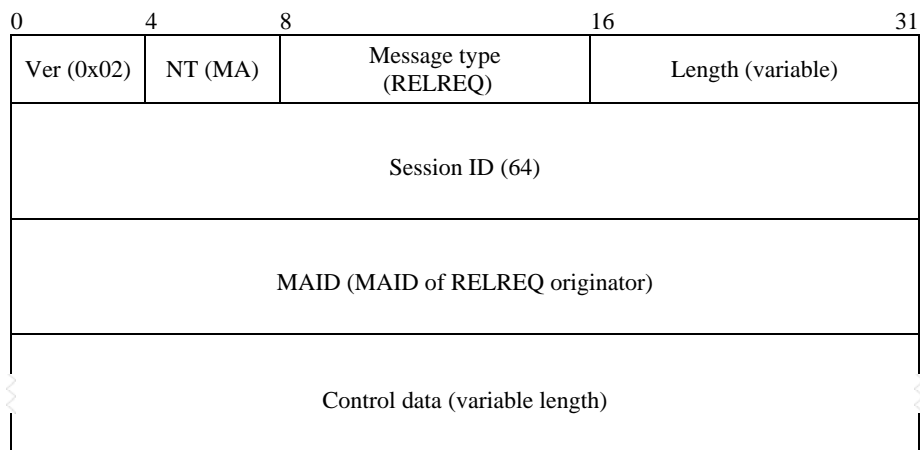 0 4 8 16 31
Ver (0x02) NT (MA) Message type (RELREQ) Length (variable)
Session ID (64)
MAID (MAID of RELREQ originator)
Control data (variable length)